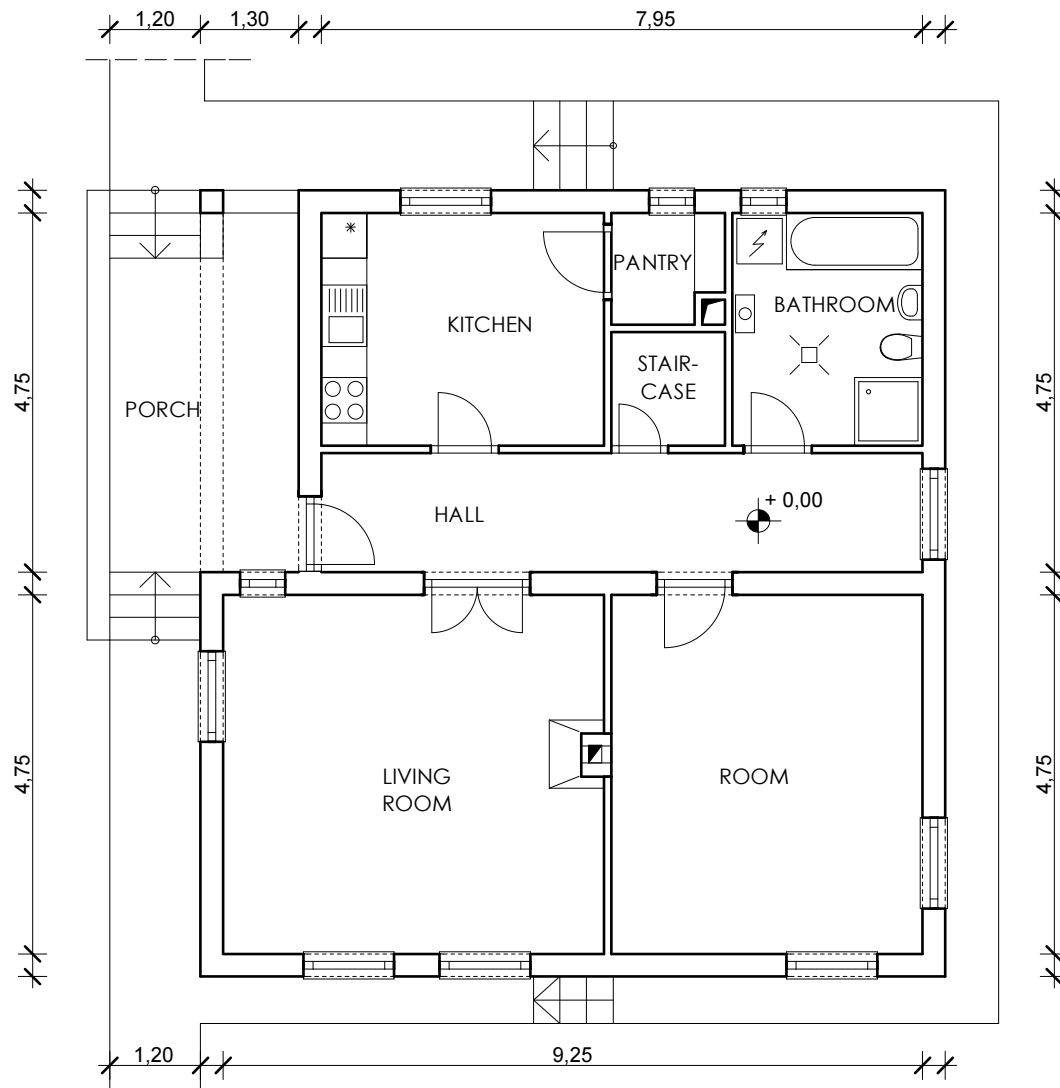 1,20
1,30
7,95
PANTRY
BATHROOM
KITCHEN
STAIR-
CASE
4,75
4,75
PORCH
+ 0,00
HALL
4,75
4,75
LIVING
ROOM
ROOM
1,20
9,25